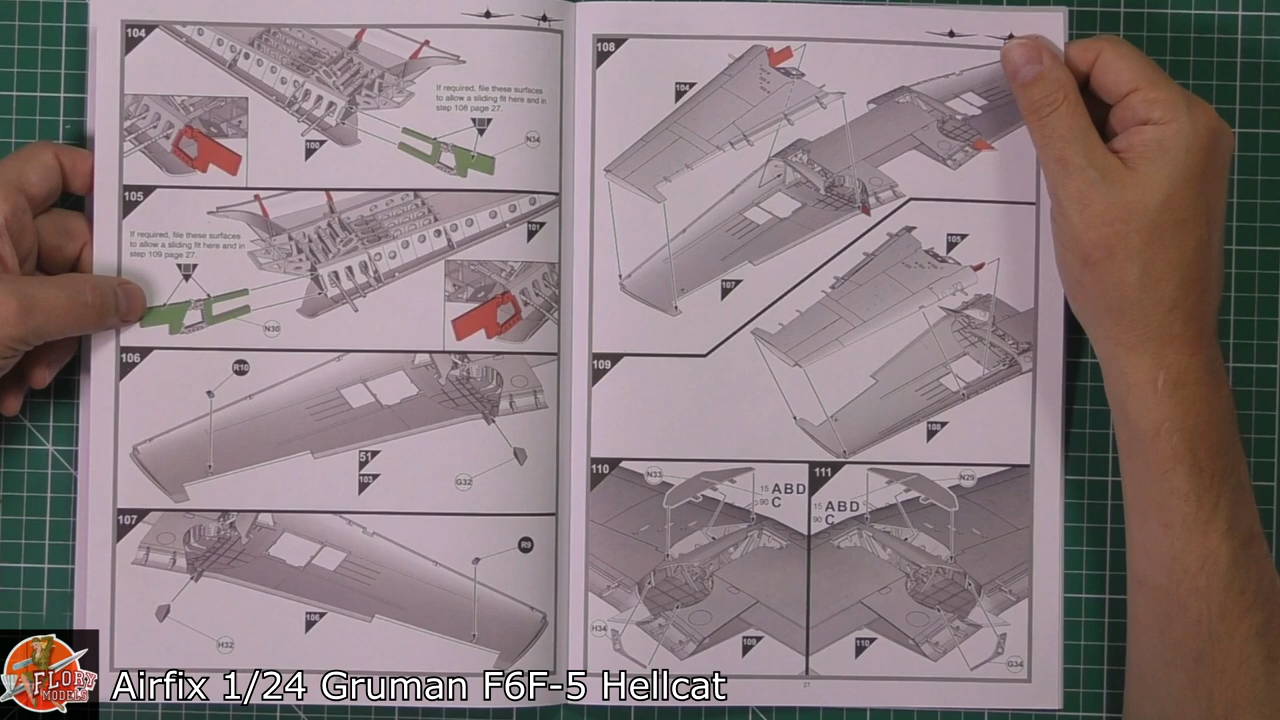 104
If required, file these surfaces
to allow a sliding fit here and in
step 108 page 27.
N34
100
105
If required, file these surfaces
to allow a sliding fit here and in
step 109 page 27.
101
N30
106
R10
51
103
G32
107
R9
106
H32
108
104
107
105
109
108
110
N33
15 ABD
90 C
H34
109
111
N29
15 ABD
90 C
110
G34
27
FLORY
MODELS
Airfix 1/24 Gruman F6F-5 Hellcat